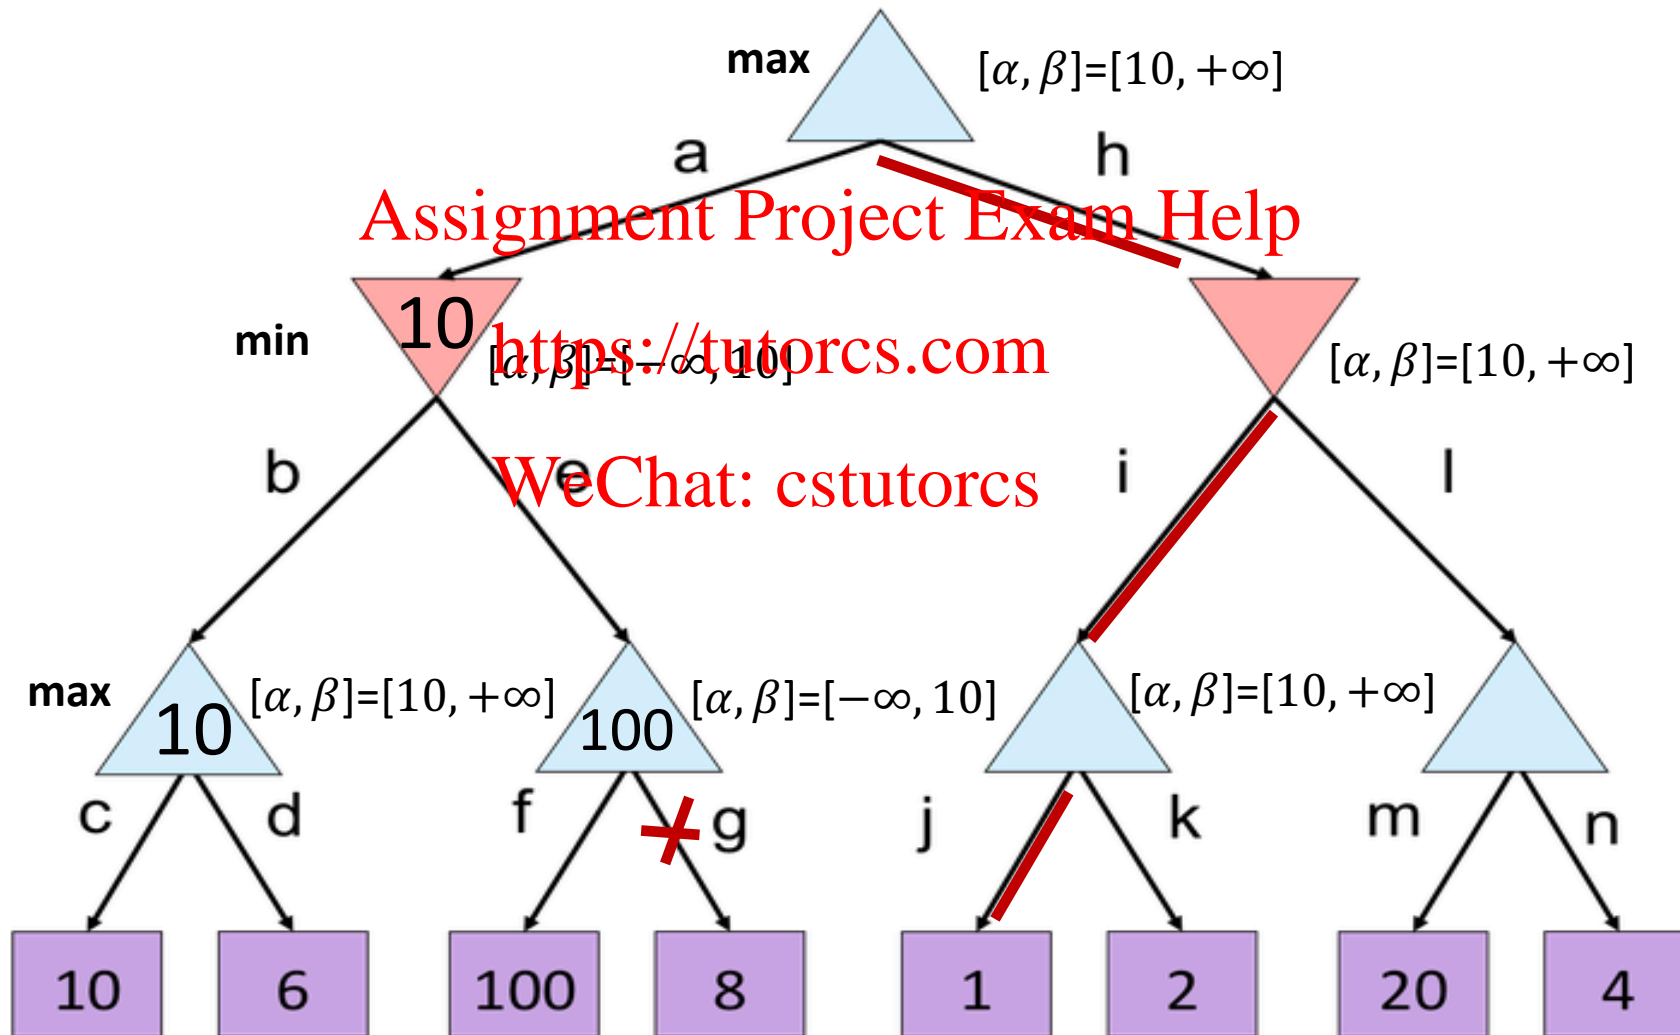 max [α, β]=[10, +∞]
a h
Assignment Project Exam Help
min 10 [α, β]=[−∞, 10] [α, β]=[10, +∞]
https://tutorcs.com
b e i l
WeChat: cstutorcs
max 10 [α, β]=[10, +∞] 100 [α, β]=[−∞, 10] [α, β]=[10, +∞]
c d f g j k m n
10 6 100 8 1 2 20 4